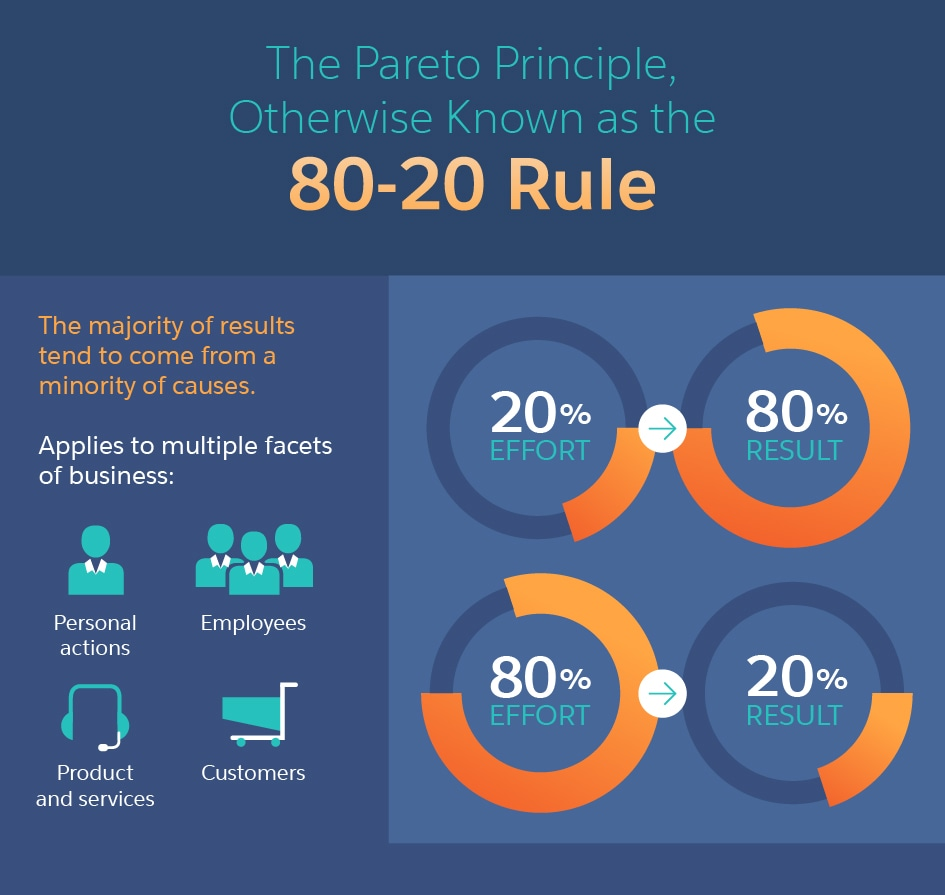 The Pareto Principle,
Otherwise Known as the
80-20 Rule
The majority of results
tend to come from a
minority of causes.
Applies to multiple facets
of business:
Personal
actions
Employees
Product
and services
Customers
20%
EFFORT
80%
RESULT
80%
EFFORT
20%
RESULT